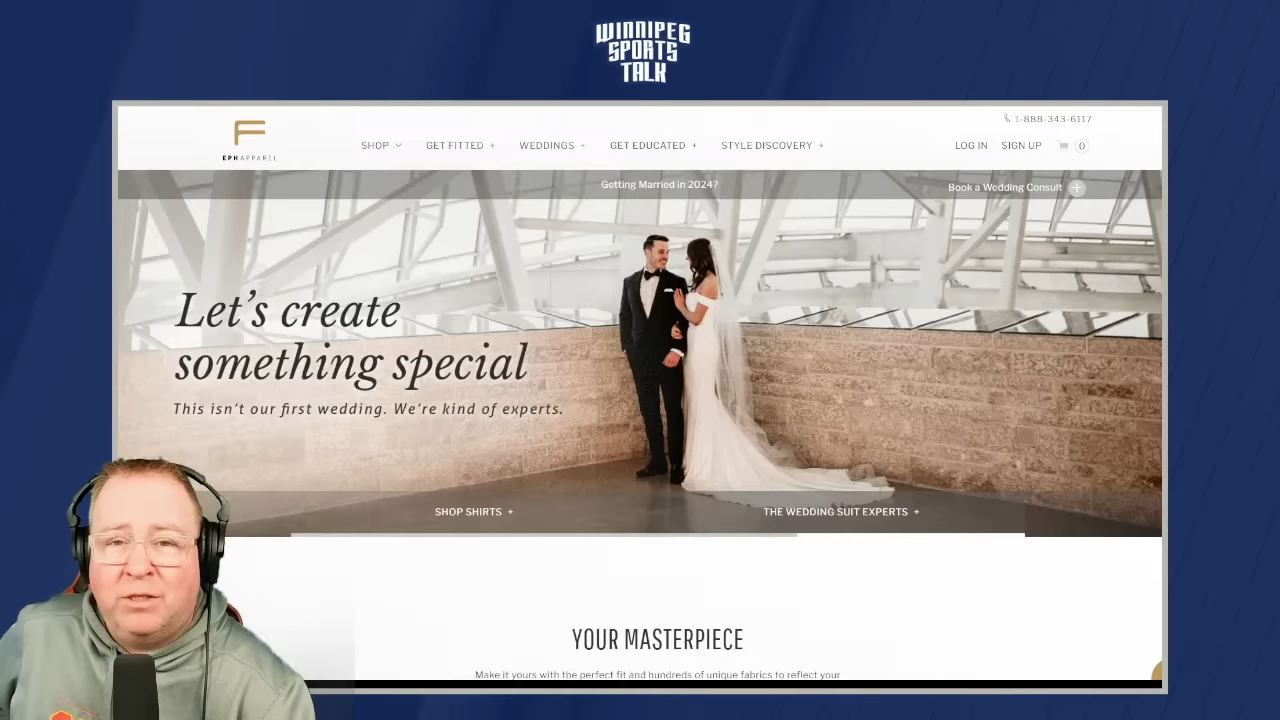 WINNIPEG
SPORTS
TALK
1-888-343-6117
EPHAPPAREL
SHOP
GET FITTED +
WEDDINGS +
GET EDUCATED +
STYLE DISCOVERY +
LOG IN
SIGN UP
0
Getting Married in 2024?
Book a Wedding Consult +
Let's create
something special
This isn't our first wedding. We're kind of experts.
SHOP SHIRTS +
THE WEDDING SUIT EXPERTS +
YOUR MASTERPIECE
Make it yours with the perfect fit and hundreds of unique fabrics to reflect your